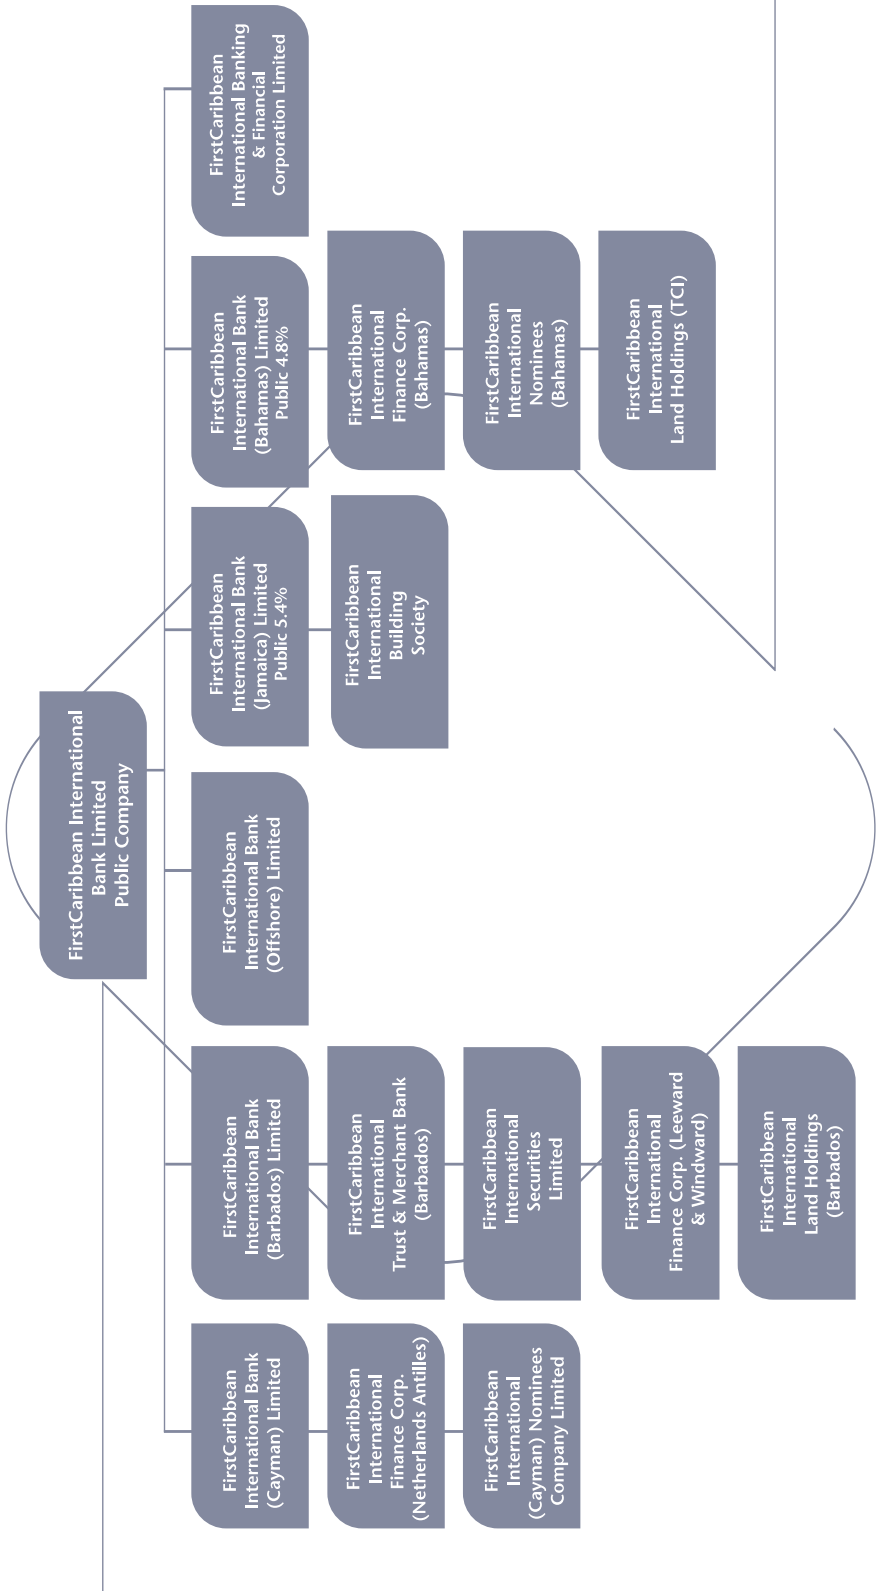 FirstCaribbean International
Bank Limited
Public Company
FirstCaribbean
International Bank
(Cayman) Limited
FirstCaribbean
International
Finance Corp.
(Netherlands Antilles)
FirstCaribbean
International
(Cayman) Nominees
Company Limited
FirstCaribbean
International Bank
(Barbados) Limited
FirstCaribbean
International
Trust & Merchant Bank
(Barbados)
FirstCaribbean
International
Securities
Limited
FirstCaribbean
International
Finance Corp. (Leeward
& Windward)
FirstCaribbean
International
Land Holdings
(Barbados)
FirstCaribbean
International Bank
(Offshore) Limited
FirstCaribbean
International Bank
(Jamaica) Limited
Public 5.4%
FirstCaribbean
International
Building
Society
FirstCaribbean
International Bank
(Bahamas) Limited
Public 4.8%
FirstCaribbean
International
Finance Corp.
(Bahamas)
FirstCaribbean
International
Nominees
(Bahamas)
FirstCaribbean
International
Land Holdings (TCI)
FirstCaribbean
International Banking
& Financial
Corporation Limited